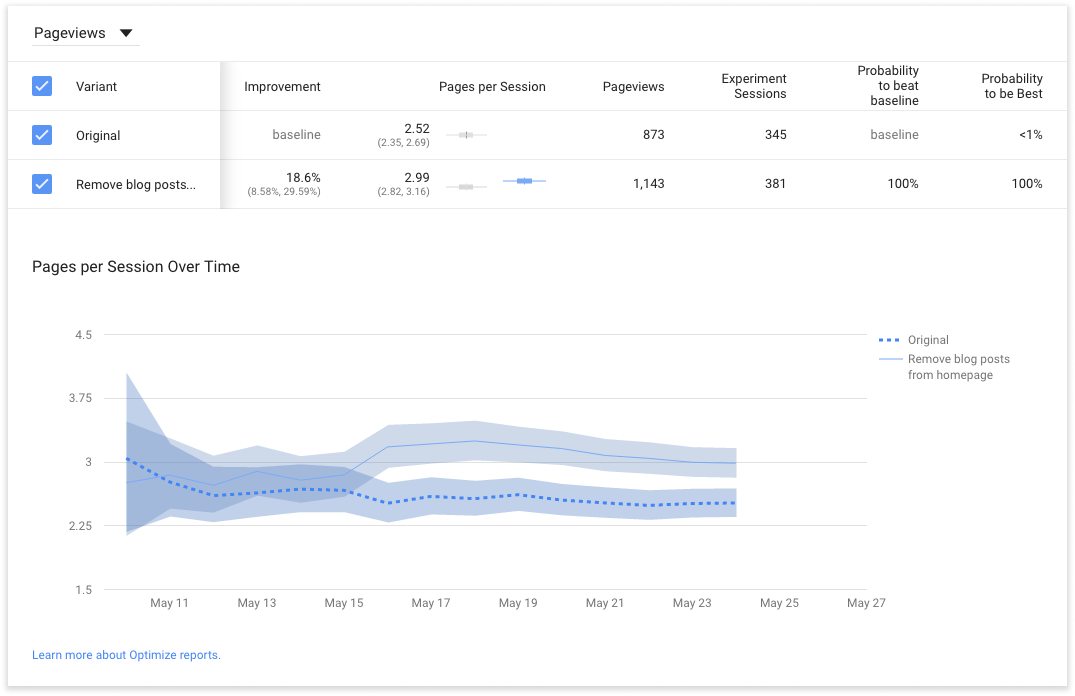 Pageviews
Variant Improvement Pages per Session Pageviews Experiment Sessions Probability to beat baseline Probability to be Best
Original baseline 2.52 (2.35, 2.69) 873 345 baseline <1%
Remove blog posts... 18.6% (8.58%, 29.59%) 2.99 (2.82, 3.16) 1,143 381 100% 100%
Pages per Session Over Time
4.5
3.75
3
2.25
1.5
May 11 May 13 May 15 May 17 May 19 May 21 May 23 May 25 May 27
Original
Remove blog posts
from homepage
Learn more about Optimize reports.